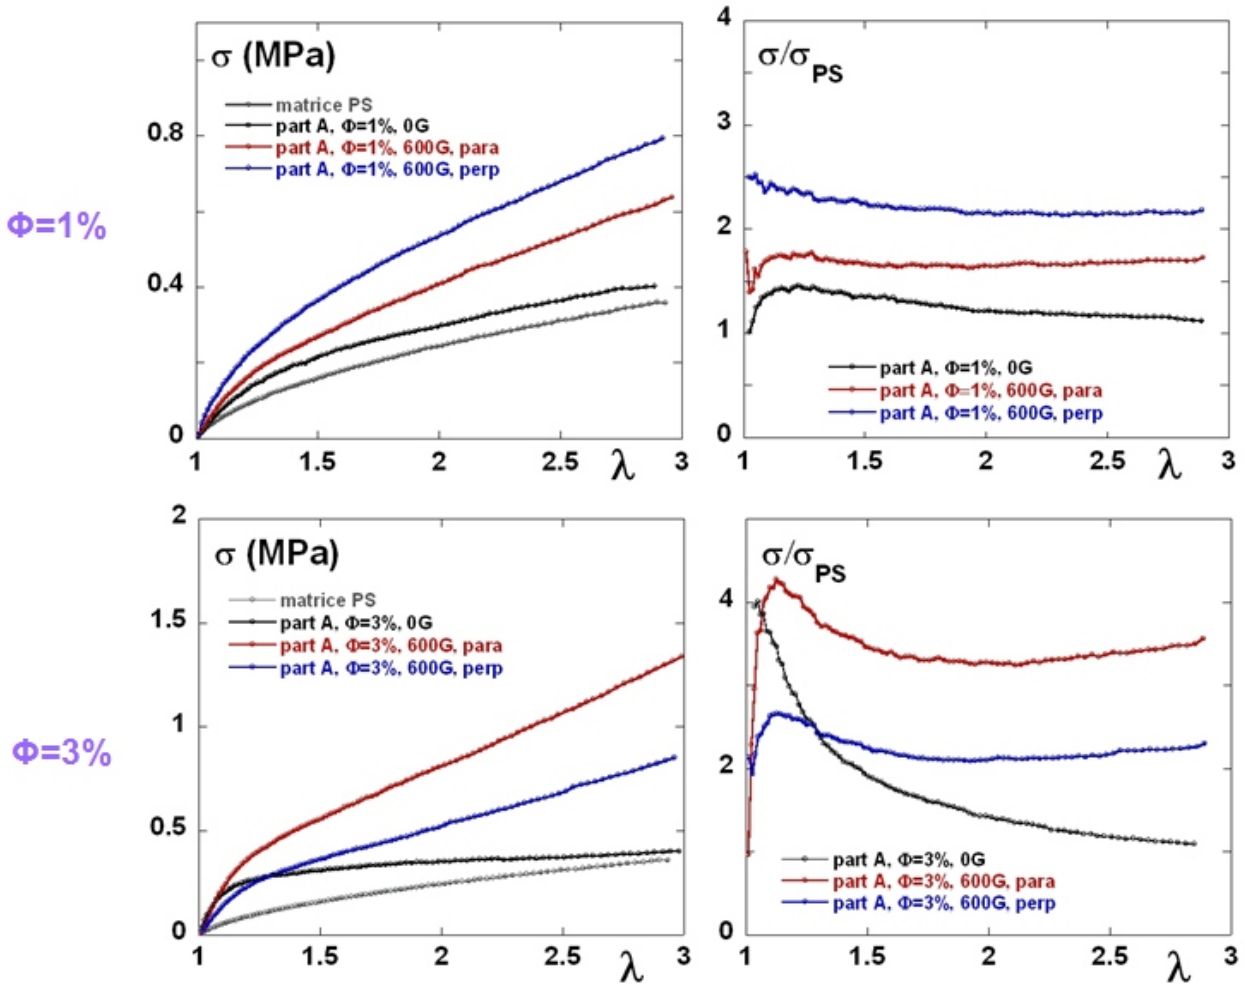 σ (MPa)
matrice PS
part A, Φ=1%, 0G
part A, Φ=1%, 600G, para
part A, Φ=1%, 600G, perp
0.8
0.4
0
1 1.5 2 2.5 λ 3
σ/σPS
4
3
2
1
0
part A, Φ=1%, 0G
part A, Φ=1%, 600G, para
part A, Φ=1%, 600G, perp
1 1.5 2 2.5 λ 3
Φ=1%
σ (MPa)
matrice PS
part A, Φ=3%, 0G
part A, Φ=3%, 600G, para
part A, Φ=3%, 600G, perp
2
1.5
1
0.5
0
1 1.5 2 2.5 λ 3
σ/σPS
4
2
0
part A, Φ=3%, 0G
part A, Φ=3%, 600G, para
part A, Φ=3%, 600G, perp
1 1.5 2 2.5 λ 3
Φ=3%